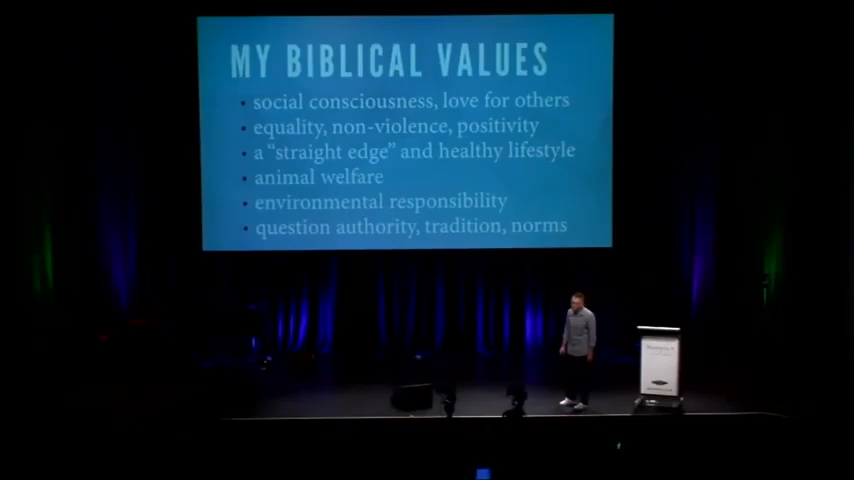 MY BIBLICAL VALUES
• social consciousness, love for others
• equality, non-violence, positivity
• a “straight edge” and healthy lifestyle
• animal welfare
• environmental responsibility
• question authority, tradition, norms